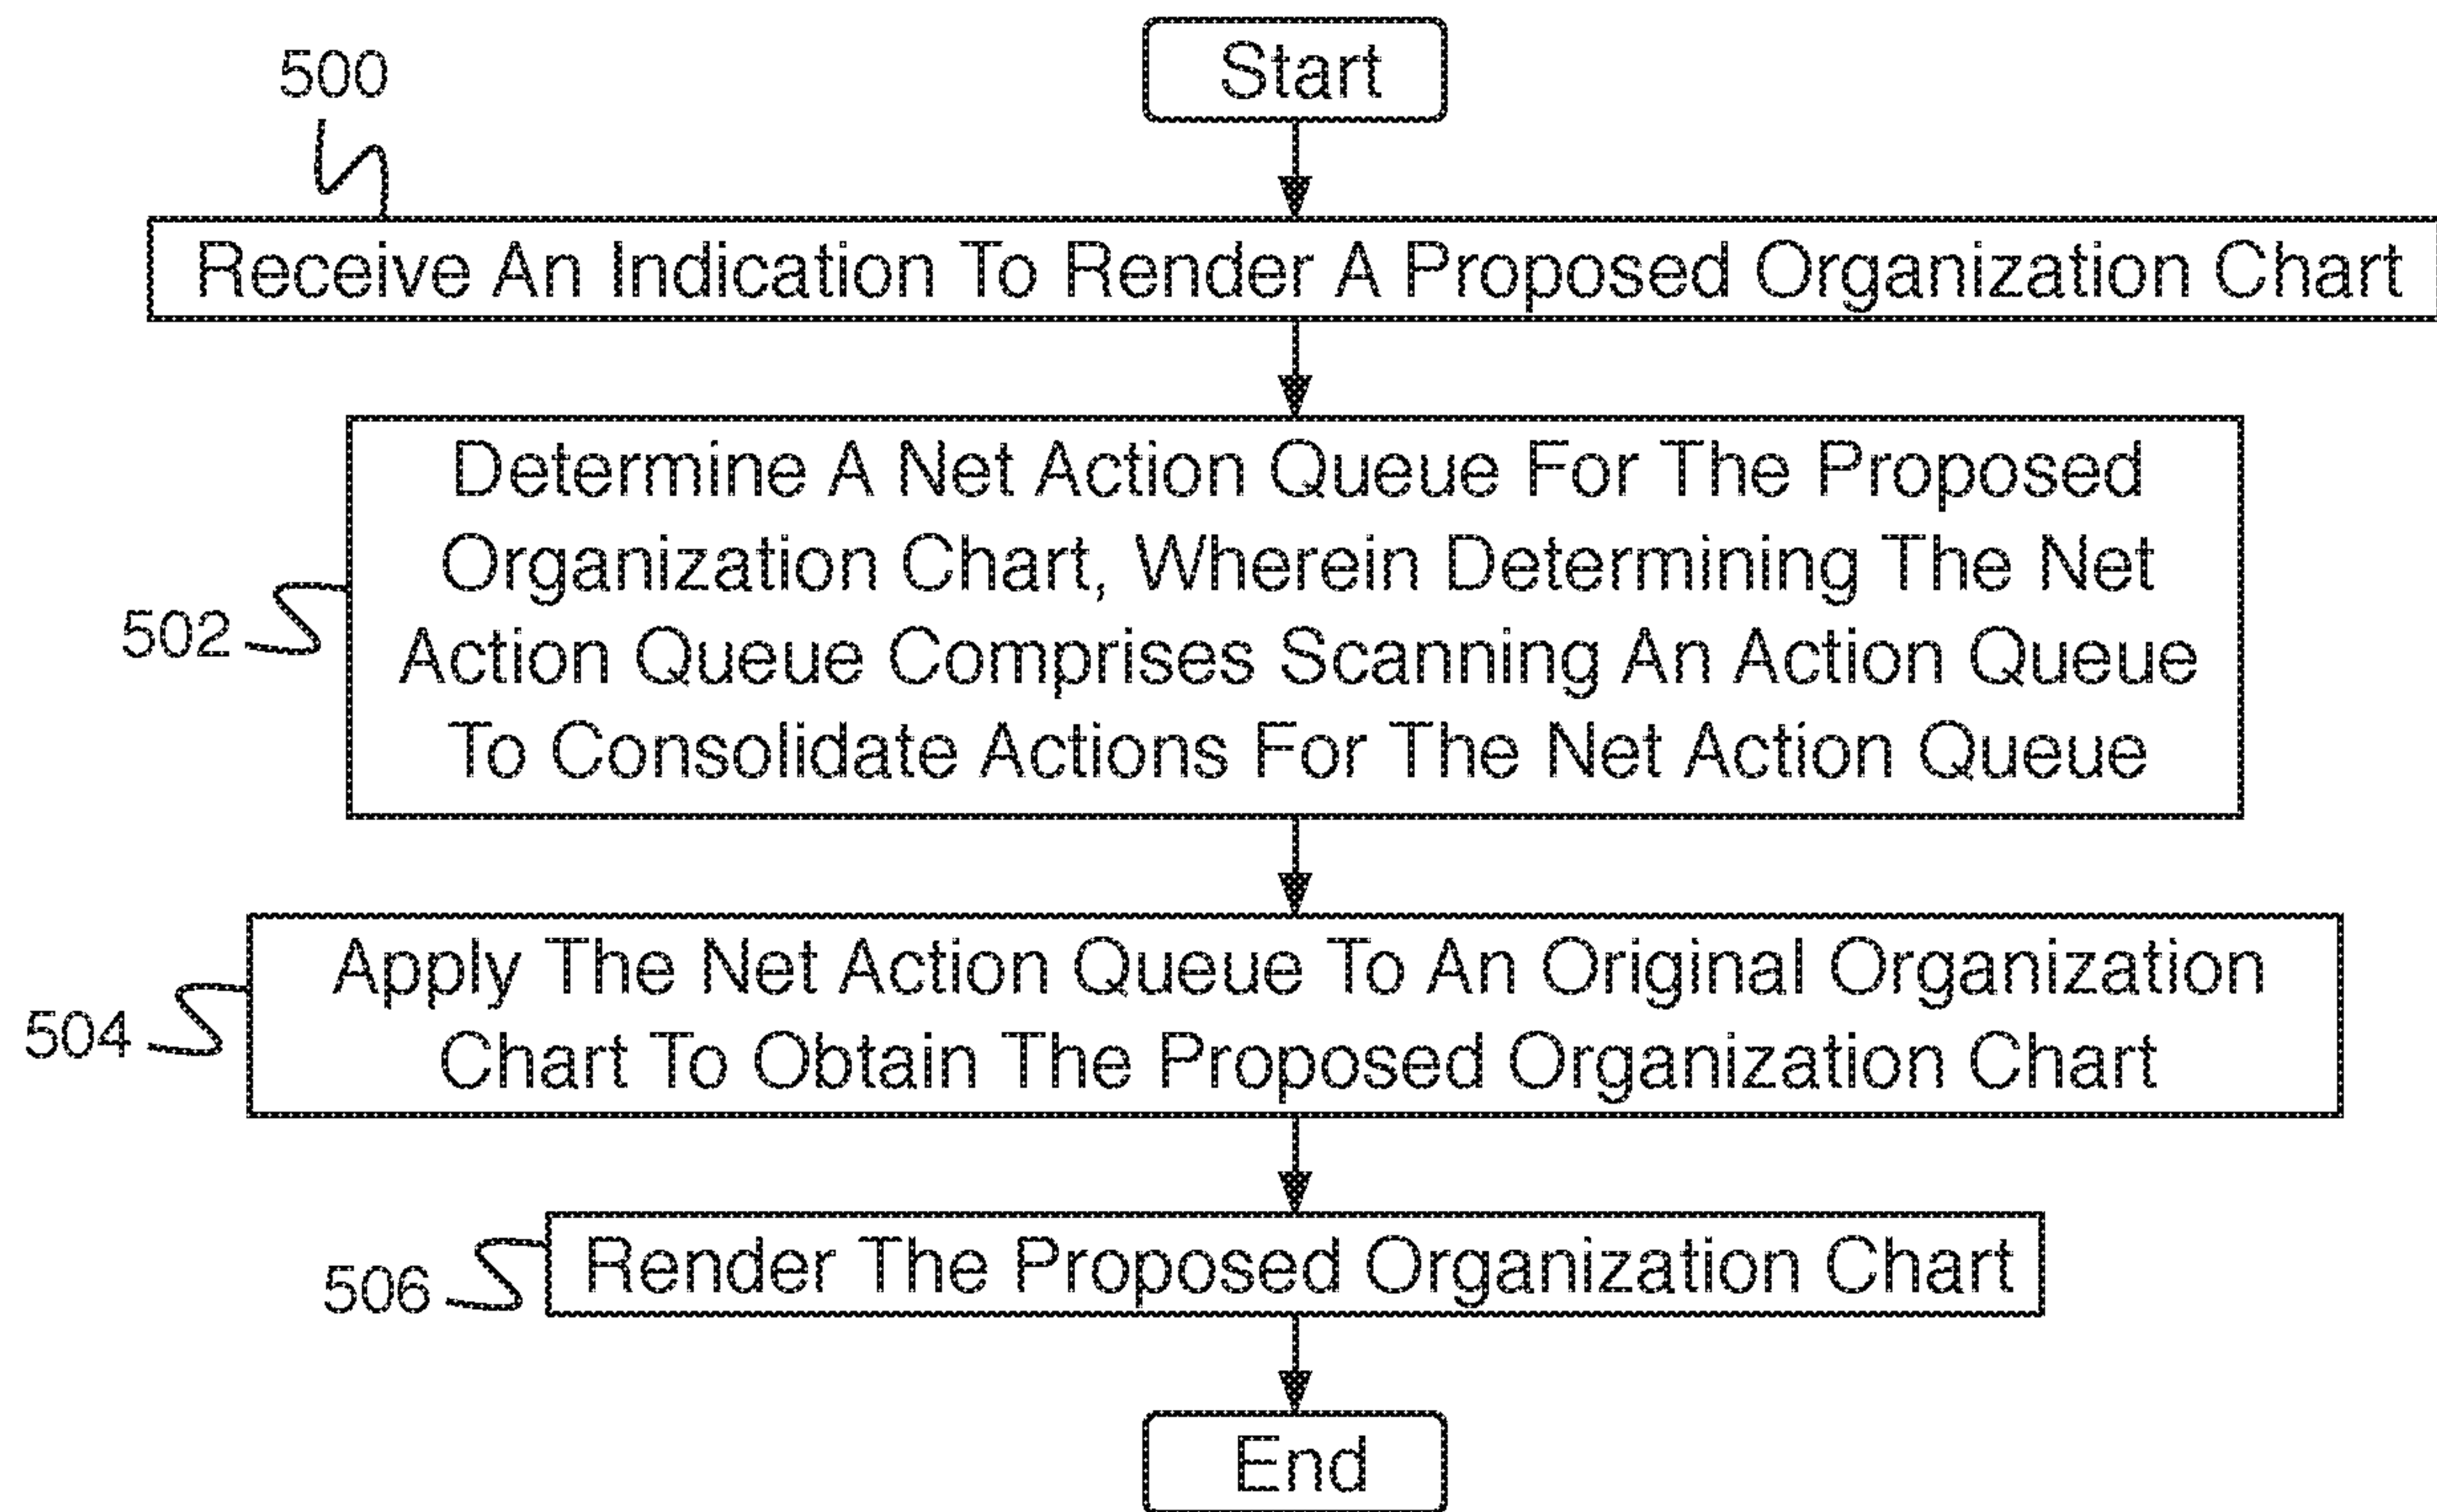 Start
500
Receive An Indication To Render A Proposed Organization Chart
Determine A Net Action Queue For The Proposed
Organization Chart, Wherein Determining The Net
Action Queue Comprises Scanning An Action Queue
To Consolidate Actions For The Net Action Queue
502
Apply The Net Action Queue To An Original Organization
Chart To Obtain The Proposed Organization Chart
504
Render The Proposed Organization Chart
506
End